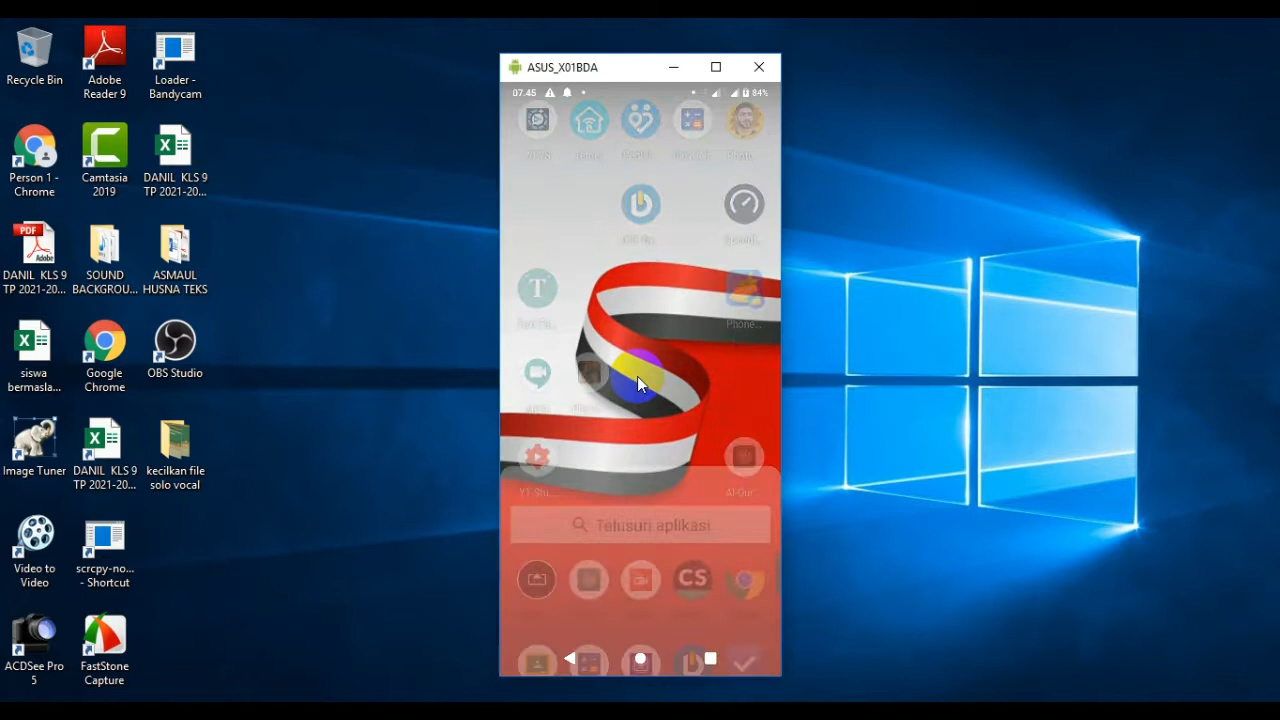 Recycle Bin
Adobe
Reader 9
Loader -
Bandycam
Person 1 -
Chrome
Camtasia
2019
DANIL KLS 9
TP 2021-20...
PDF
Adobe
DANIL KLS 9
TP 2021-20...
SOUND
BACKGROU...
ASMAUL
HUSNA TEKS
siswa
bermasla...
Google
Chrome
OBS Studio
Image Tuner
DANIL KLS 9
TP 2021-20...
kecilkan file
solo vocal
Video to
Video
scrcpy-no...
- Shortcut
ACDSee Pro
5
FastStone
Capture
ASUS_X01BDA
07.45
84%
T
Phone...
Telusuri aplikasi
CS